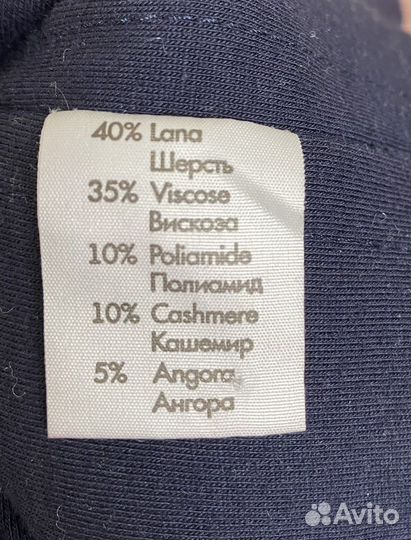 40% Lana
Шерсть
35% Viscose
Вискоза
10% Poliamide
Полиамид
10% Cashmere
Кашемир
5% Angora
Ангора
Avito